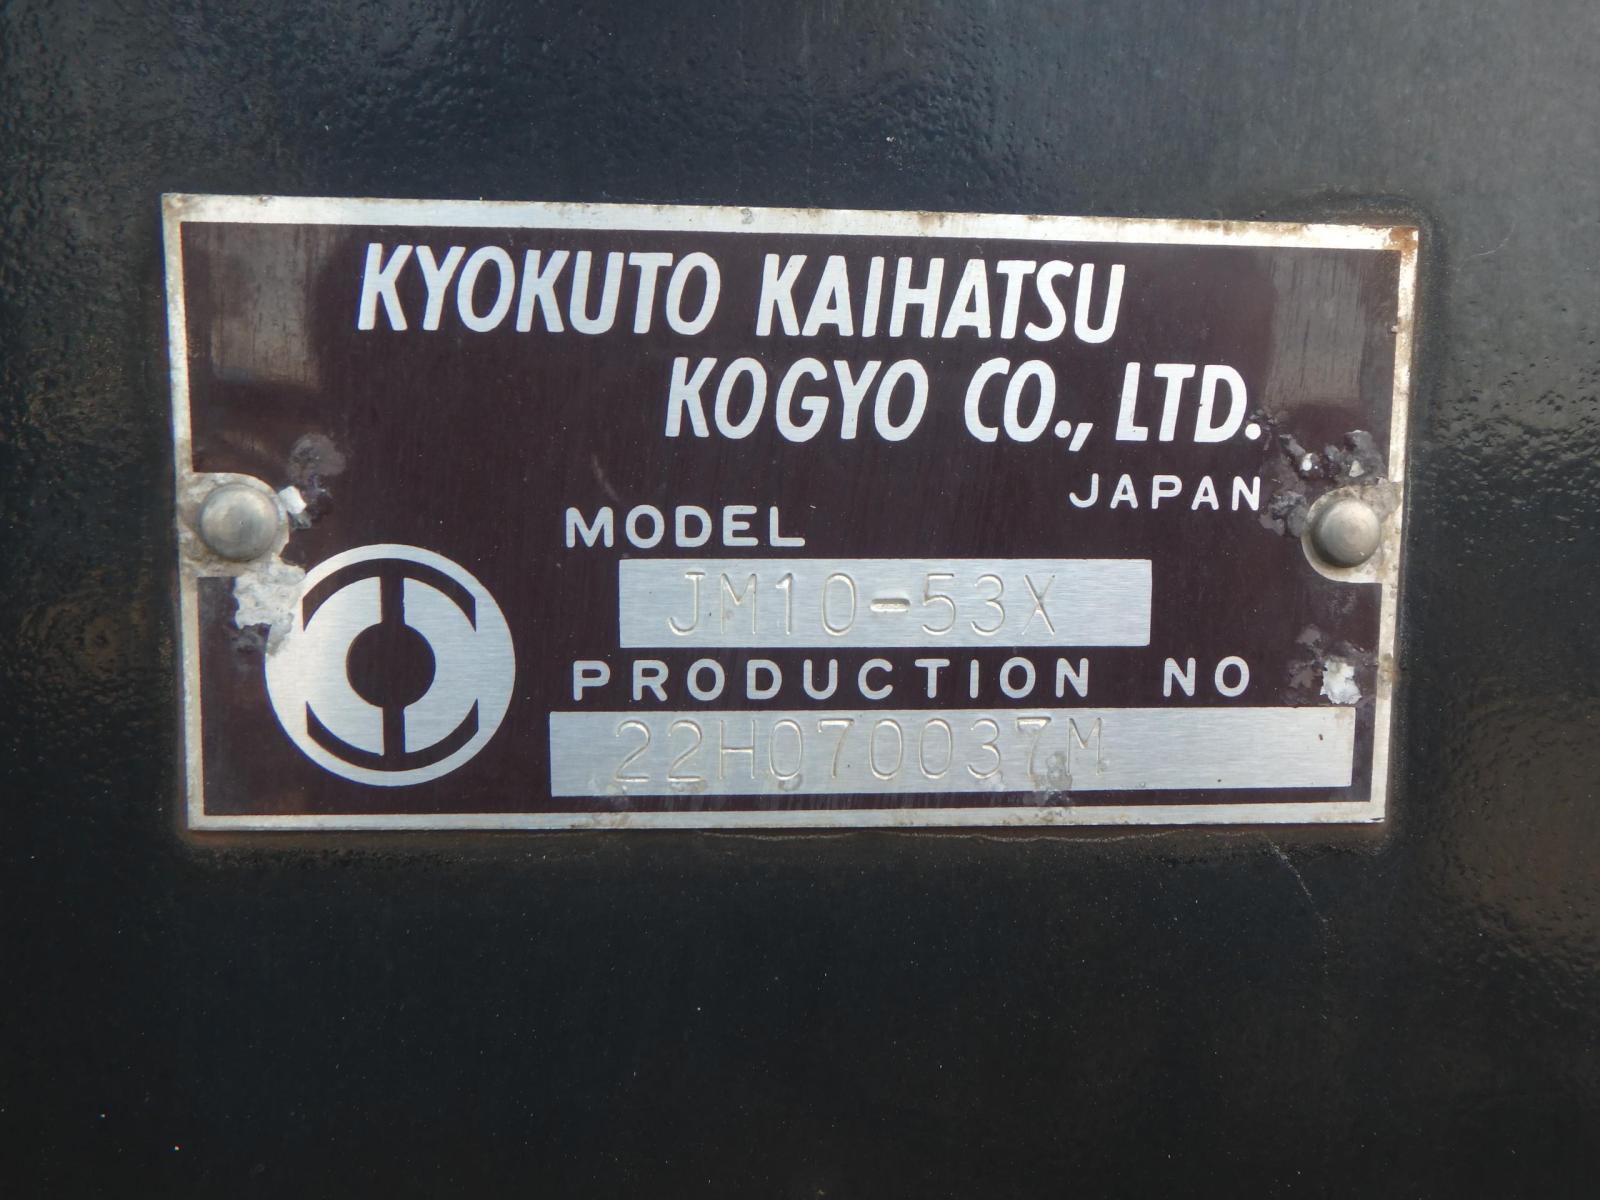 KYOKUTO KAIHATSU
KOGYO CO., LTD.
JAPAN
MODEL
JM10-53X
PRODUCTION NO
22H070037M